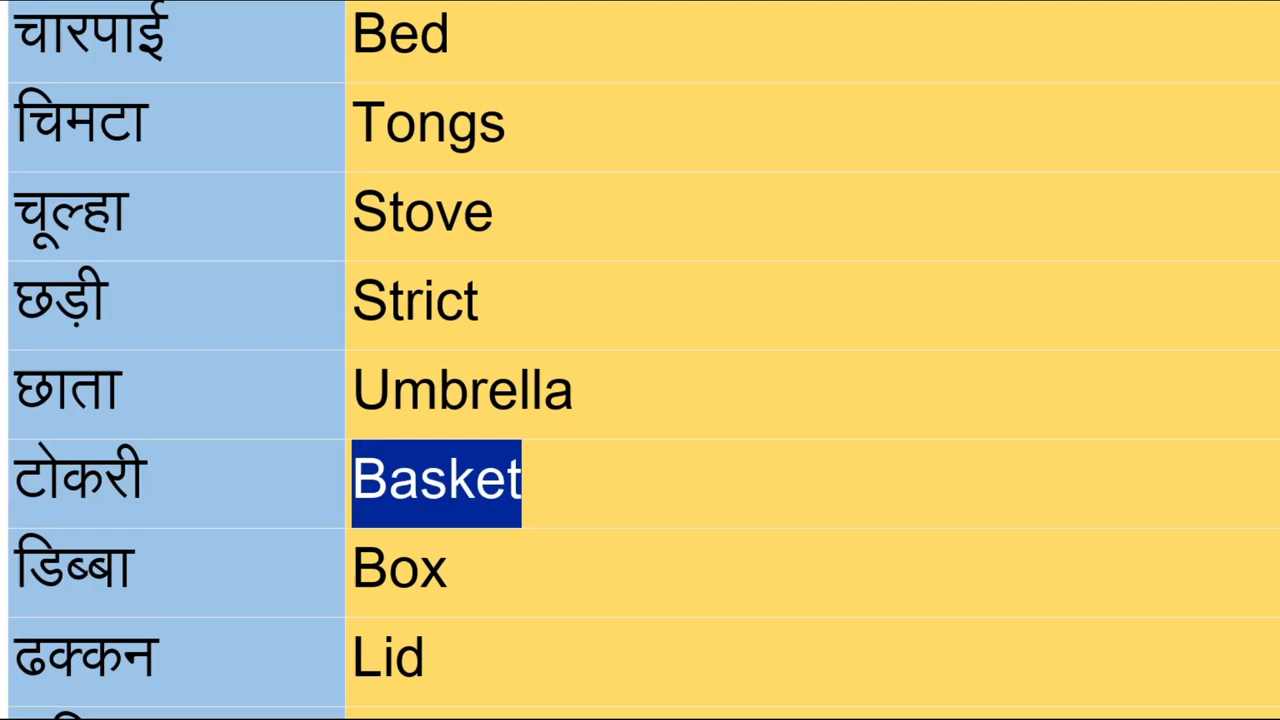 चारपाई Bed
चिमटा Tongs
चूल्हा Stove
छड़ी Strict
छाता Umbrella
टोकरी Basket
डिब्बा Box
ढक्कन Lid